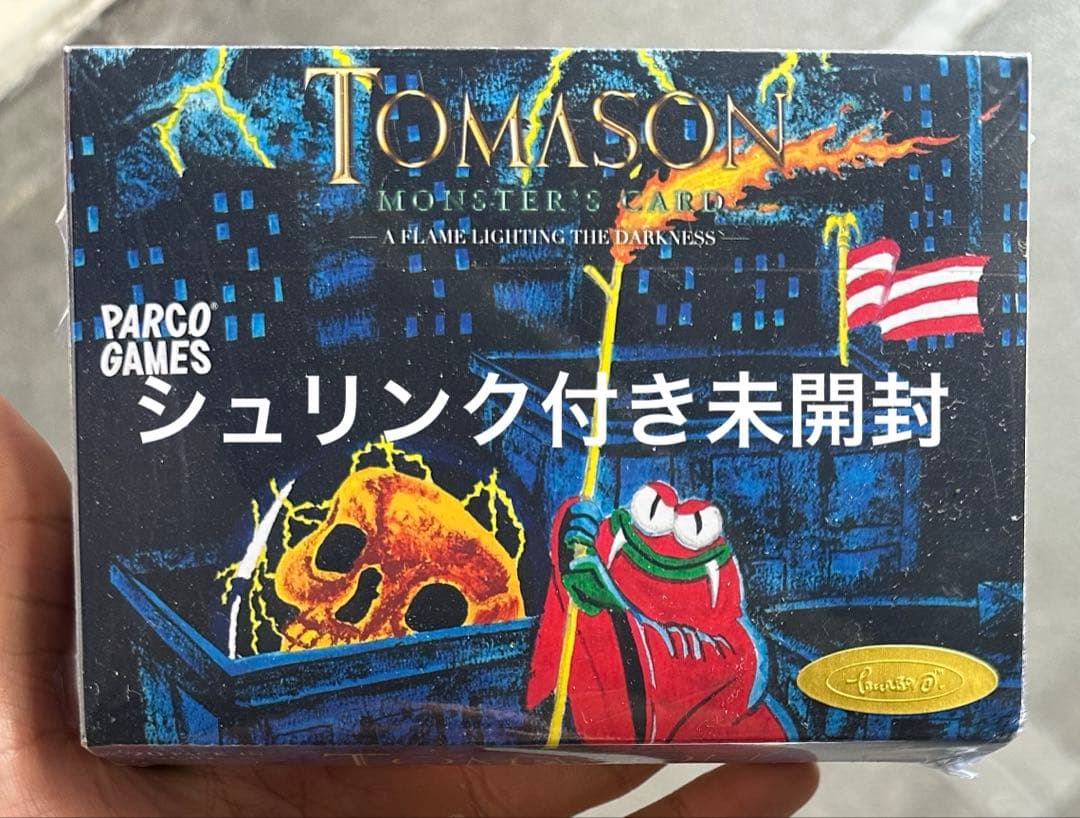 TOMASON
MONSTER'S CARD
A FLAME LIGHTING THE DARKNESS
PARCO®
GAMES
シュリンク付き未開封